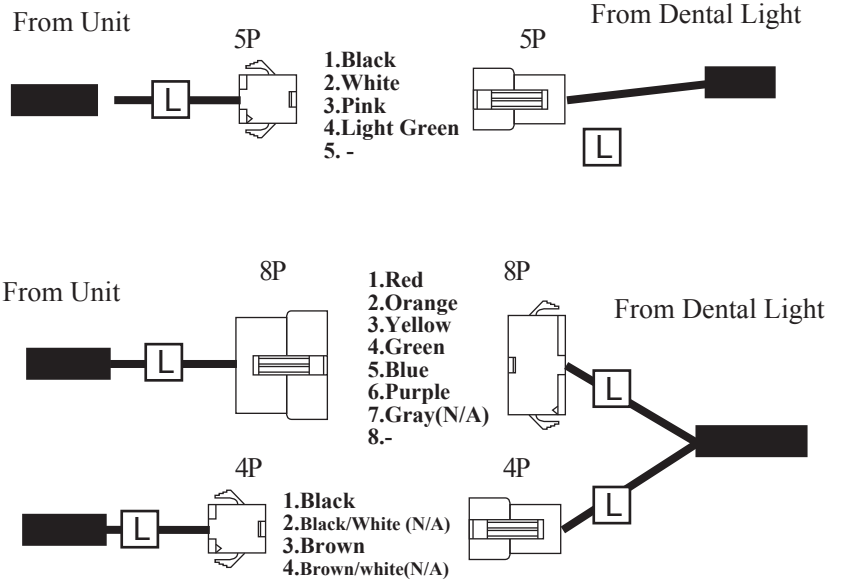 From Unit
From Dental Light
5P
5P
1.Black
2.White
3.Pink
4.Light Green
5. -
L
L
From Unit
8P
8P
From Dental Light
1.Red
2.Orange
3.Yellow
4.Green
5.Blue
6.Purple
7.Gray(N/A)
8.-
L
L
4P
4P
1.Black
2.Black/White (N/A)
3.Brown
4.Brown/white(N/A)
L
L